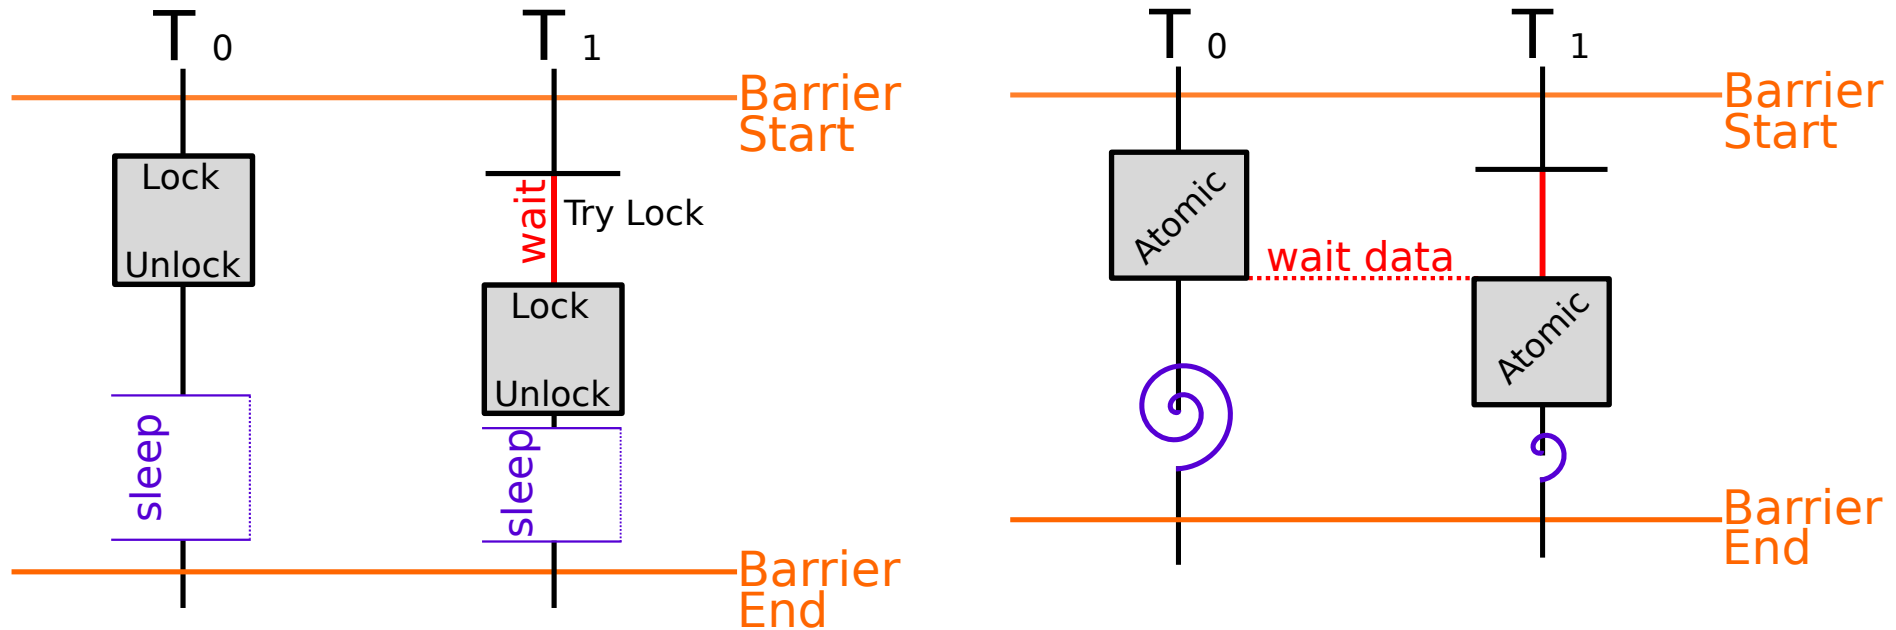 T 0
T 1
Barrier
Start
Lock
Unlock
wait
Try Lock
Lock
Unlock
sleep
sleep
Barrier
End
T 0
T 1
Barrier
Start
Atomic
wait data
Atomic
Barrier
End